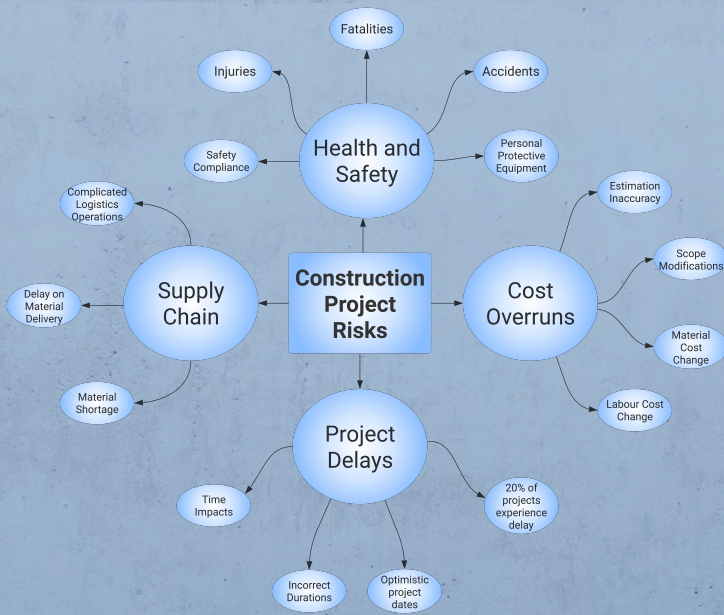 Fatalities
Injuries
Accidents
Health and
Safety
Safety
Compliance
Personal
Protective
Equipment
Complicated
Logistics
Operations
Estimation
Inaccuracy
Supply
Chain
Construction
Project
Risks
Cost
Overruns
Scope
Modifications
Delay on
Material
Delivery
Material
Cost
Change
Material
Shortage
Labour Cost
Change
Project
Delays
Time
Impacts
20% of
projects
experience
delay
Incorrect
Durations
Optimistic
project
dates